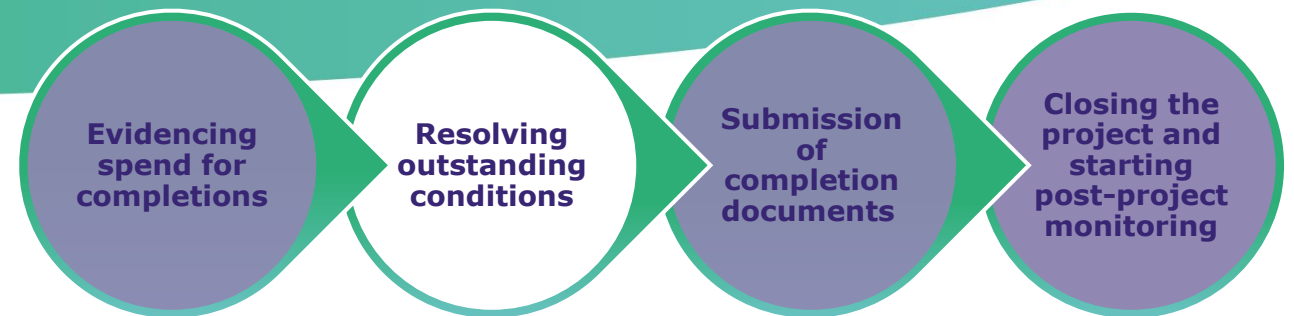 Evidencing
spend for
completions
Resolving
outstanding
conditions
Submission
of
completion
documents
Closing the
project and
starting
post-project
monitoring